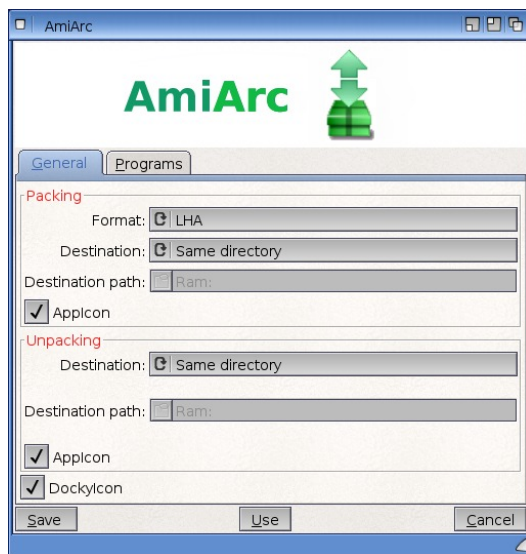 AmiArc
AmiArc
General Programs
Packing
Format: LHA
Destination: Same directory
Destination path: Ram:
AppIcon
Unpacking
Destination: Same directory
Destination path: Ram:
AppIcon
DockyIcon
Save Use Cancel